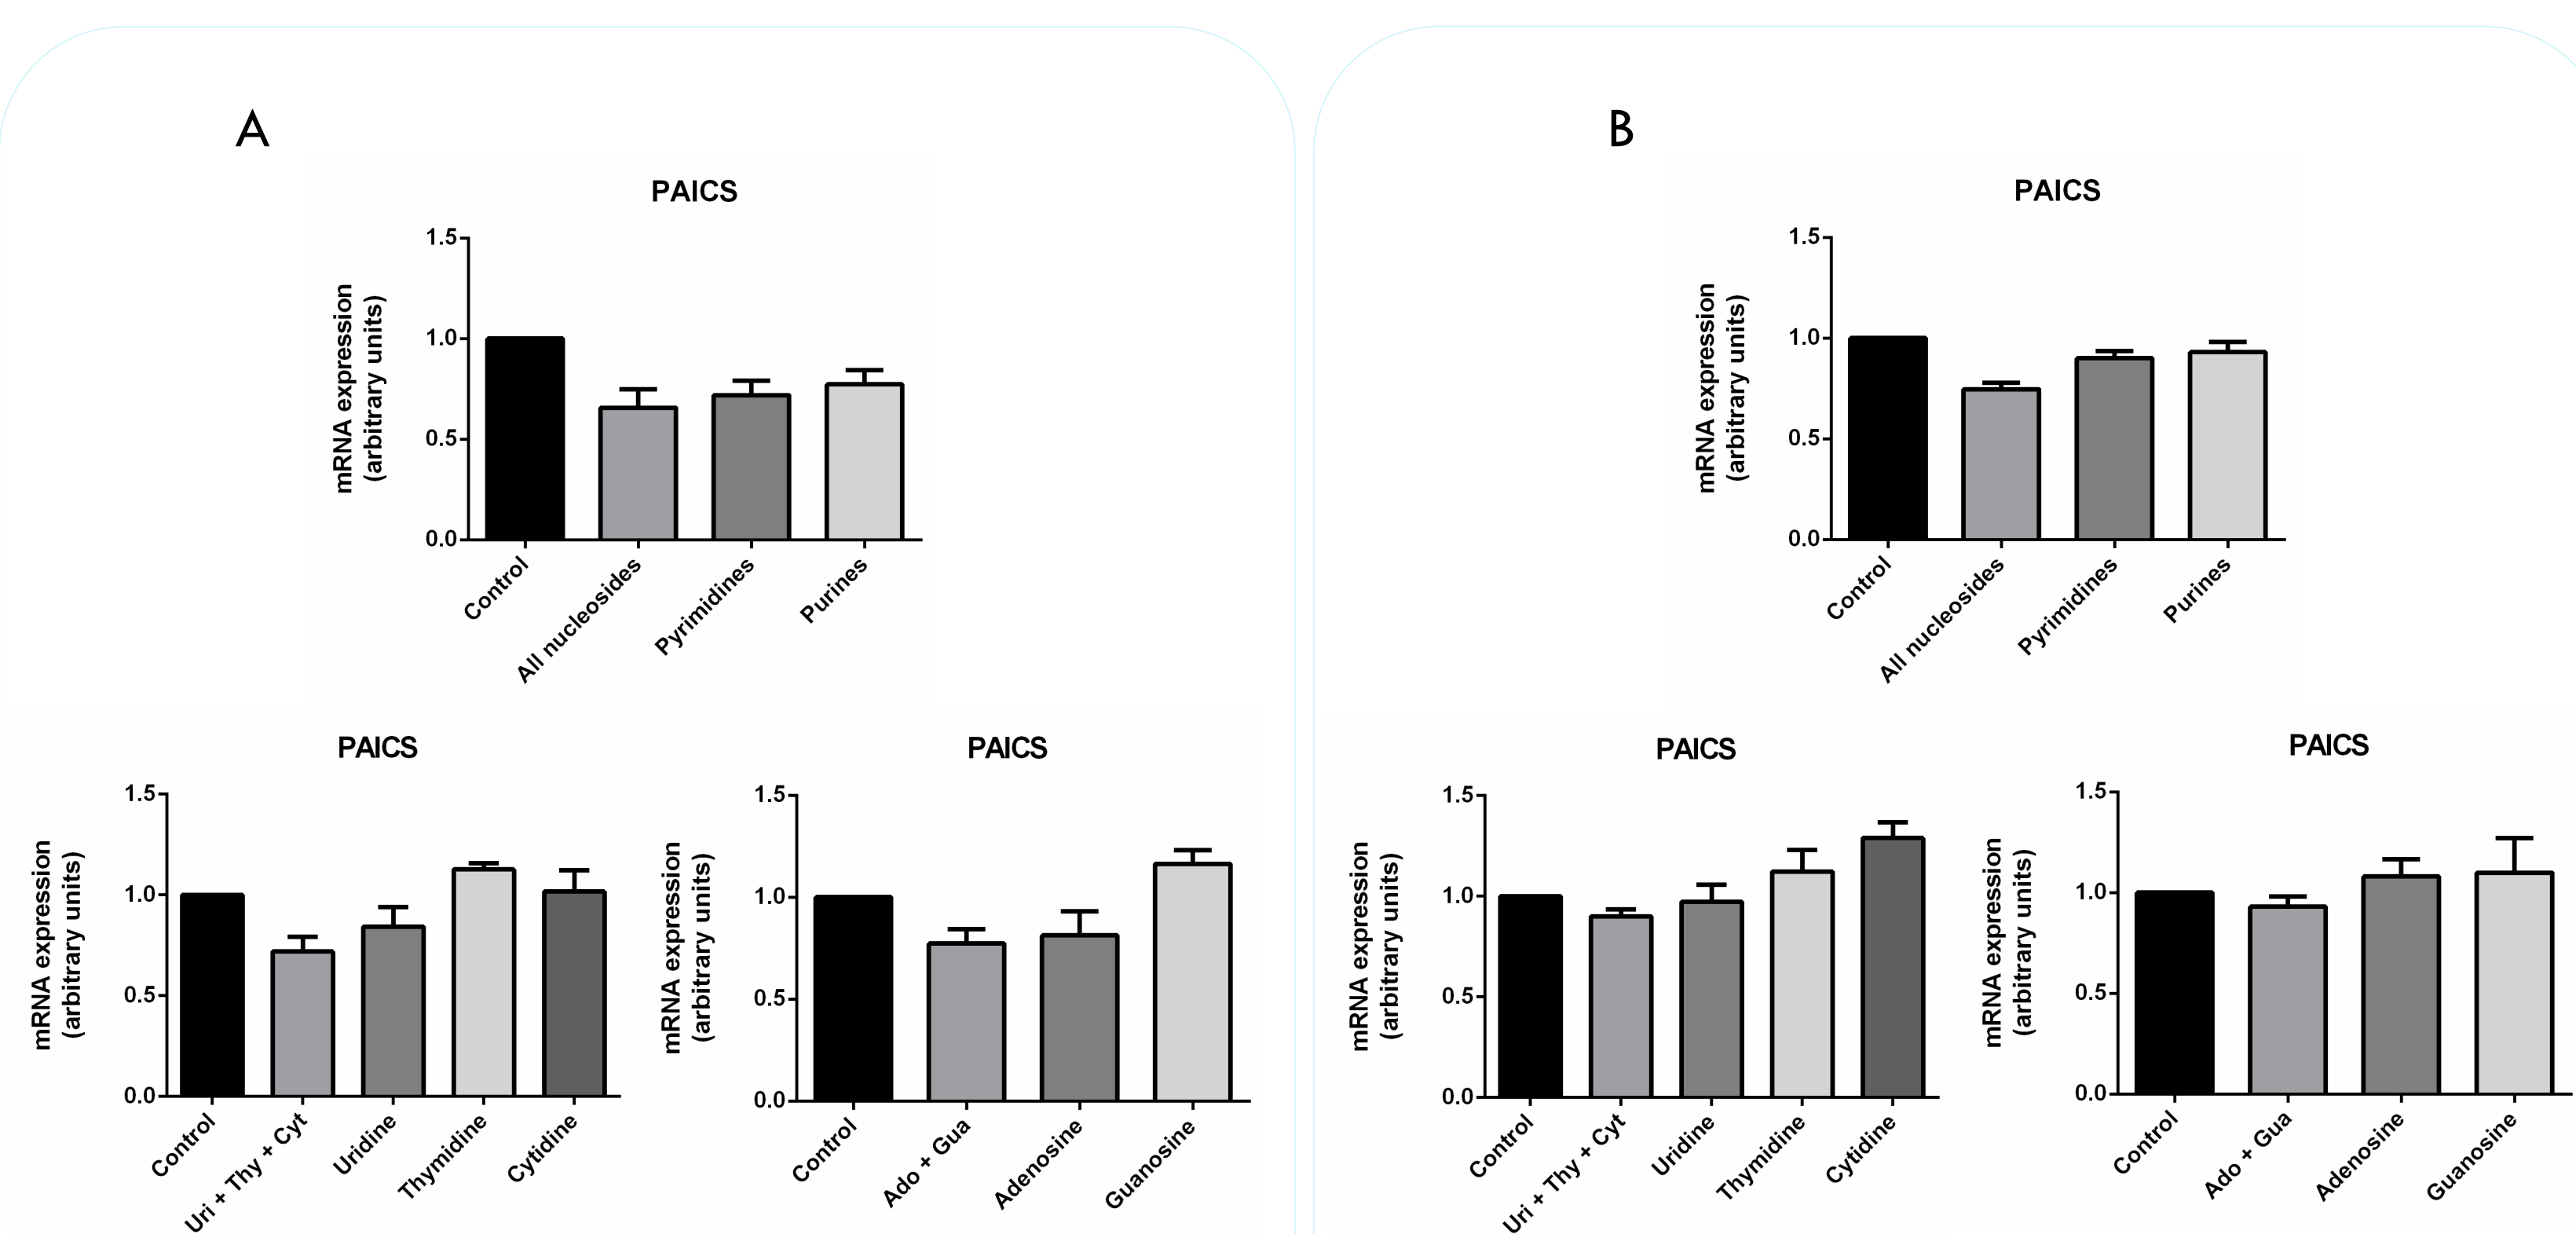 A
PAICS
mRNA expression
(arbitrary units)
1.5
1.0
0.5
0.0
Control
All nucleosides
Pyrimidines
Purines
PAICS
mRNA expression
(arbitrary units)
1.5
1.0
0.5
0.0
Control
Uri + Thy + Cyt
Uridine
Thymidine
Cytidine
PAICS
mRNA expression
(arbitrary units)
1.5
1.0
0.5
0.0
Control
Ado + Gua
Adenosine
Guanosine
B
PAICS
mRNA expression
(arbitrary units)
1.5
1.0
0.5
0.0
Control
All nucleosides
Pyrimidines
Purines
PAICS
mRNA expression
(arbitrary units)
1.5
1.0
0.5
0.0
Control
Uri + Thy + Cyt
Uridine
Thymidine
Cytidine
PAICS
mRNA expression
(arbitrary units)
1.5
1.0
0.5
0.0
Control
Ado + Gua
Adenosine
Guanosine